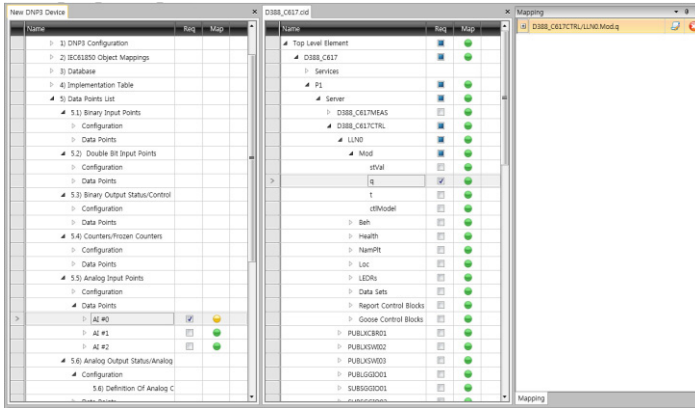 New DNP3 Device
Name Req Map
1) DNP3 Configuration
2) IEC61850 Object Mappings
3) Database
4) Implementation Table
5) Data Points List
5.1) Binary Input Points
Configuration
Data Points
5.2) Double Bit Input Points
Configuration
Data Points
5.3) Binary Output Status/Control
Configuration
Data Points
5.4) Counters/Frozen Counters
Configuration
Data Points
5.5) Analog Input Points
Configuration
Data Points
AI #0
AI #1
AI #2
5.6) Analog Output Status/Analog
Configuration
5.6) Definition Of Analog C
Data Points
D388_C617.cid
Name Req Map
Top Level Element
D388_C617
Services
P1
Server
D388_C617MEAS
D388_C617CTRL
LLN0
Mod
stVal
q
t
ctlModel
Beh
Health
NamPlt
Loc
LEDRs
Data Sets
Report Control Blocks
Goose Control Blocks
PUBLXCBR01
PUBLXSWI02
PUBLXSWI03
PUBSGGIO01
SUBSGGIO01
SUBSGGIO02
Mapping
D388_C617CTRL/LLN0.Mod.q
Mapping